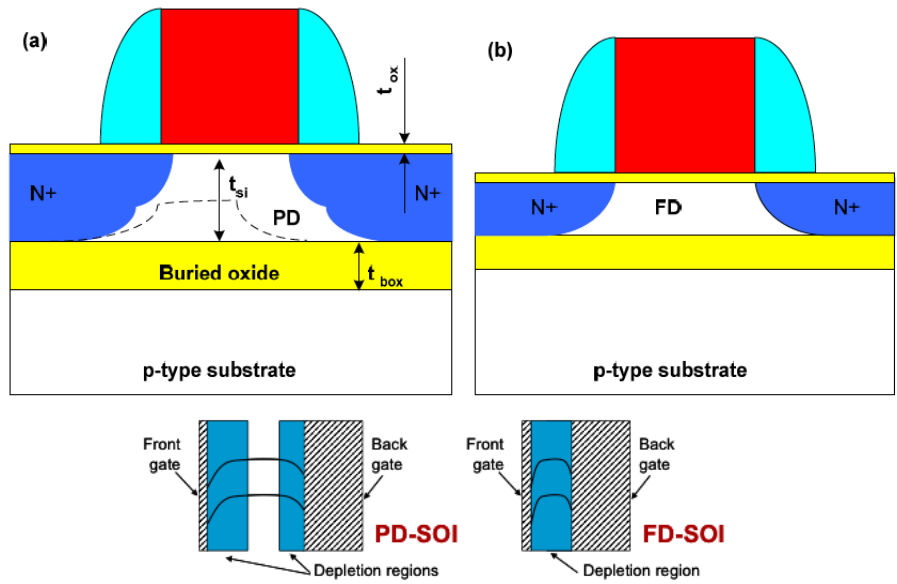 (a)
t ox
N+
t si
PD
N+
Buried oxide
t box
p-type substrate
(b)
N+
FD
N+
p-type substrate
Front
gate
Back
gate
PD-SOI
Depletion regions
Front
gate
Back
gate
FD-SOI
Depletion region